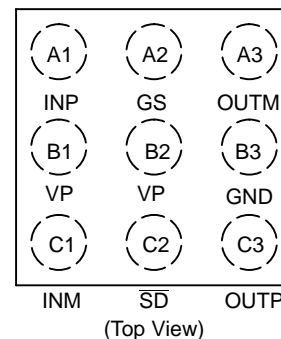 A1 A2 A3
INP GS OUTM
B1 B2 B3
VP VP GND
C1 C2 C3
INM S̅D̅ OUTP
(Top View)